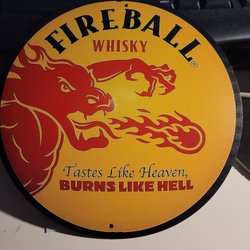 FIREBALL
WHISKY
Tastes Like Heaven,
BURNS LIKE HELL